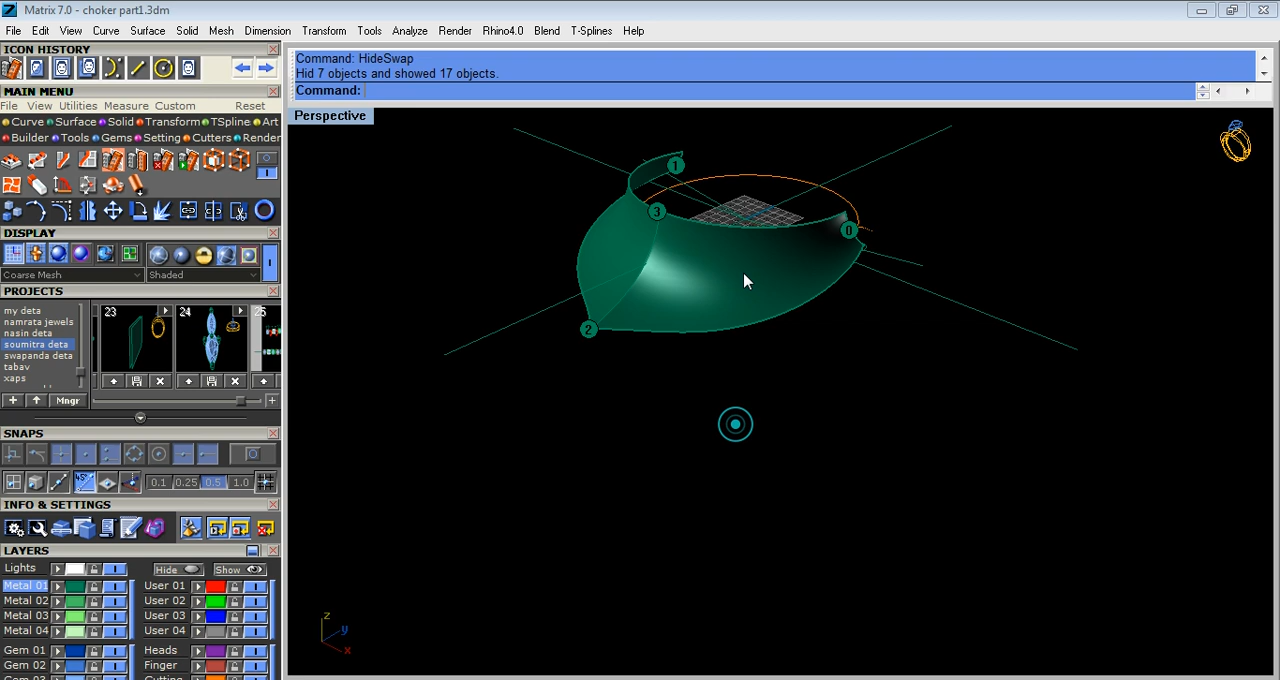 Matrix 7.0 - choker part1.3dm
File Edit View Curve Surface Solid Mesh Dimension Transform Tools Analyze Render Rhino4.0 Blend T-Splines Help
ICON HISTORY
Command: HideSwap
Hid 7 objects and showed 17 objects.
Command:
MAIN MENU
File View Utilities Measure Custom Reset
Curve Surface Solid Transform TSpline Art
Builder Tools Gems Setting Cutters Render
Perspective
1
3
0
2
DISPLAY
Coarse Mesh Shaded
PROJECTS
my deta
namrata jewels
nasin deta
soumitra deta
swapanda deta
tabav
xaps
23 24 25
Mngr
SNAPS
0.1 0.25 0.5 1.0
INFO & SETTINGS
LAYERS
Lights Hide Show
Metal 01 User 01
Metal 02 User 02
Metal 03 User 03
Metal 04 User 04
Gem 01 Heads
Gem 02 Finger
z
y
x